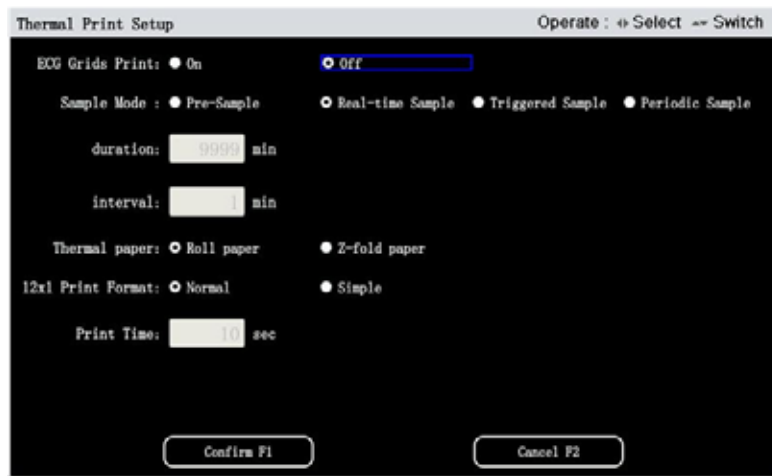 Thermal Print Setup Operate : Select Switch
ECG Grids Print: On Off
Sample Mode : Pre-Sample Real-time Sample Triggered Sample Periodic Sample
duration: 9999 min
interval: 1 min
Thermal paper: Roll paper Z-fold paper
12x1 Print Format: Normal Simple
Print Time: 10 sec
Confirm F1 Cancel F2